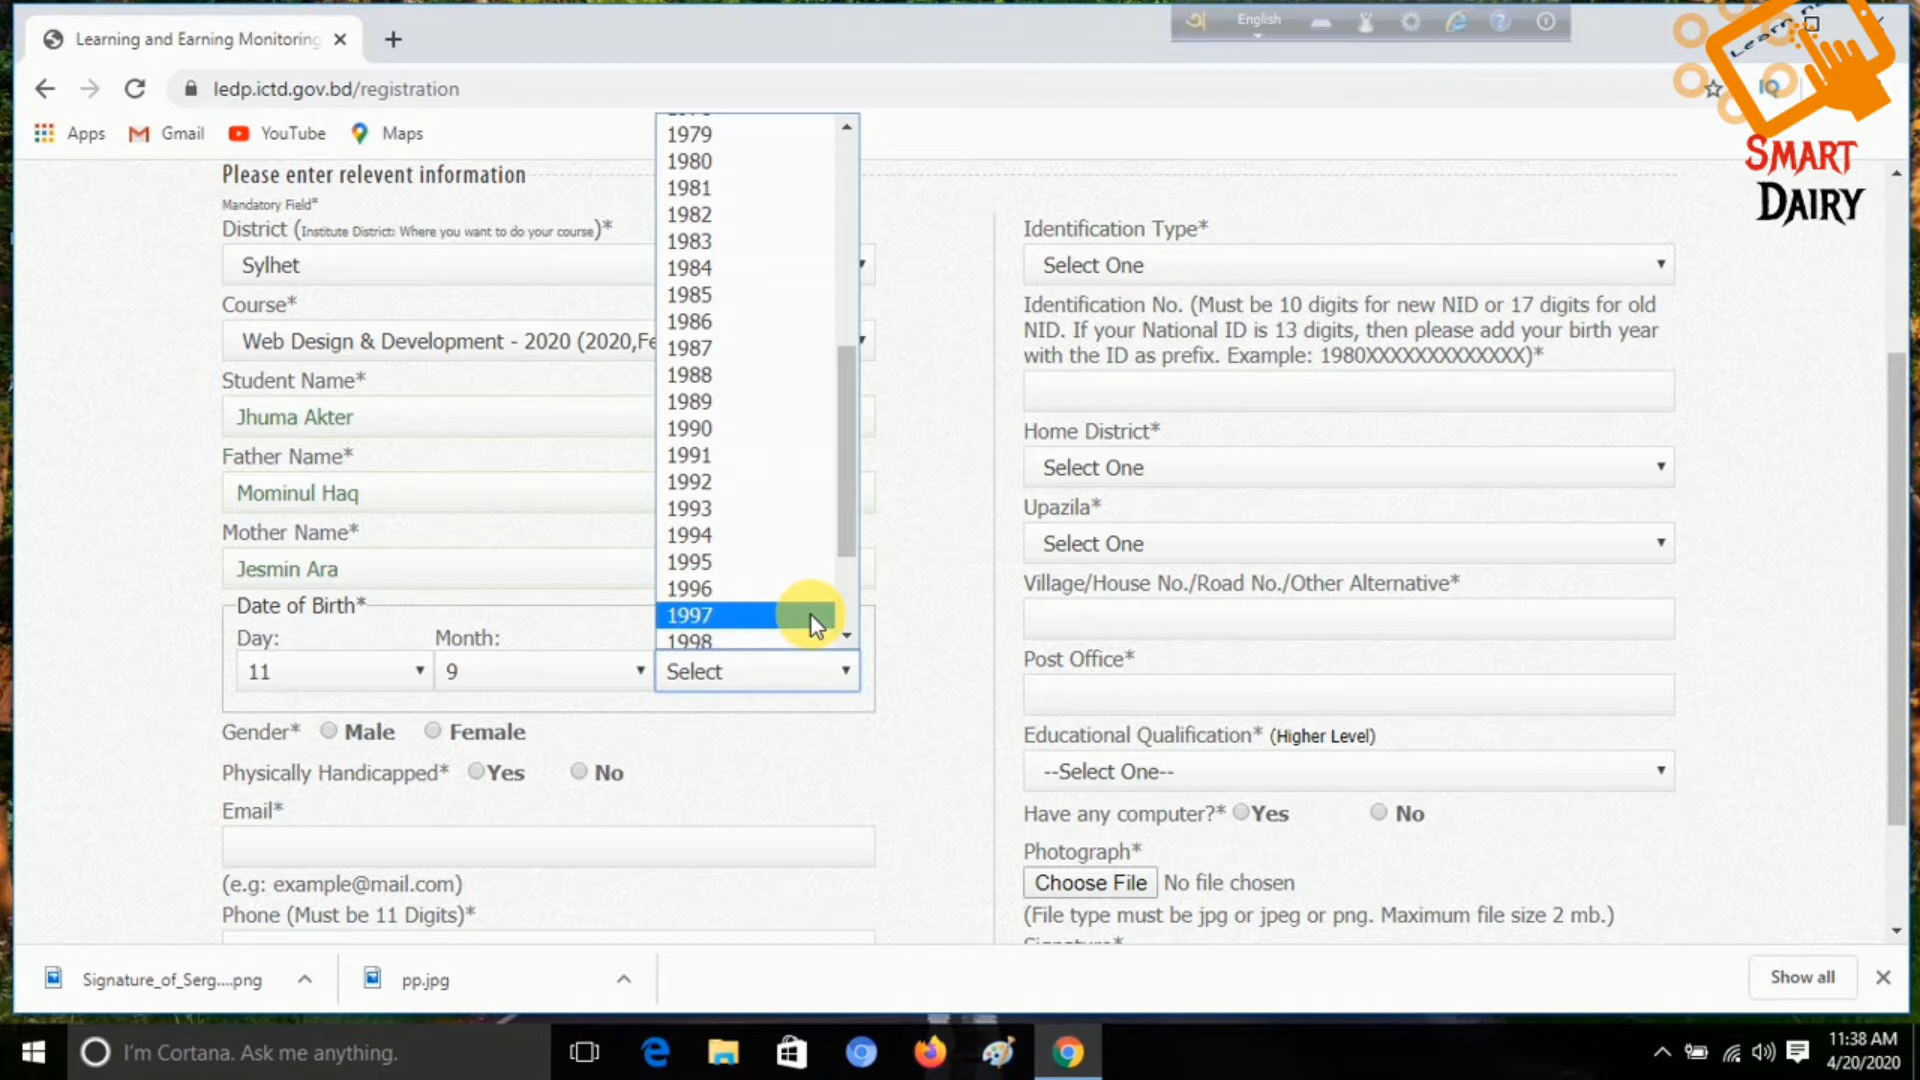 Learning and Earning Monitoring
English
Learn
ledp.ictd.gov.bd/registration
IQ
Apps
Gmail
YouTube
Maps
SMART
DAIRY
Please enter relevent information
Mandatory Field*
District (Institute District: Where you want to do your course)*
Sylhet
Course*
Web Design & Development - 2020 (2020,Fe
Student Name*
Jhuma Akter
Father Name*
Mominul Haq
Mother Name*
Jesmin Ara
Date of Birth*
Day:
Month:
11
9
Select
1979
1980
1981
1982
1983
1984
1985
1986
1987
1988
1989
1990
1991
1992
1993
1994
1995
1996
1997
1998
Gender*
Male
Female
Physically Handicapped*
Yes
No
Email*
(e.g: example@mail.com)
Phone (Must be 11 Digits)*
Identification Type*
Select One
Identification No. (Must be 10 digits for new NID or 17 digits for old
NID. If your National ID is 13 digits, then please add your birth year
with the ID as prefix. Example: 1980XXXXXXXXXXXXX)*
Home District*
Select One
Upazila*
Select One
Village/House No./Road No./Other Alternative*
Post Office*
Educational Qualification* (Higher Level)
--Select One--
Have any computer?*
Yes
No
Photograph*
Choose File
No file chosen
(File type must be jpg or jpeg or png. Maximum file size 2 mb.)
Signature*
Signature_of_Serg....png
pp.jpg
Show all
I'm Cortana. Ask me anything.
11:38 AM
4/20/2020